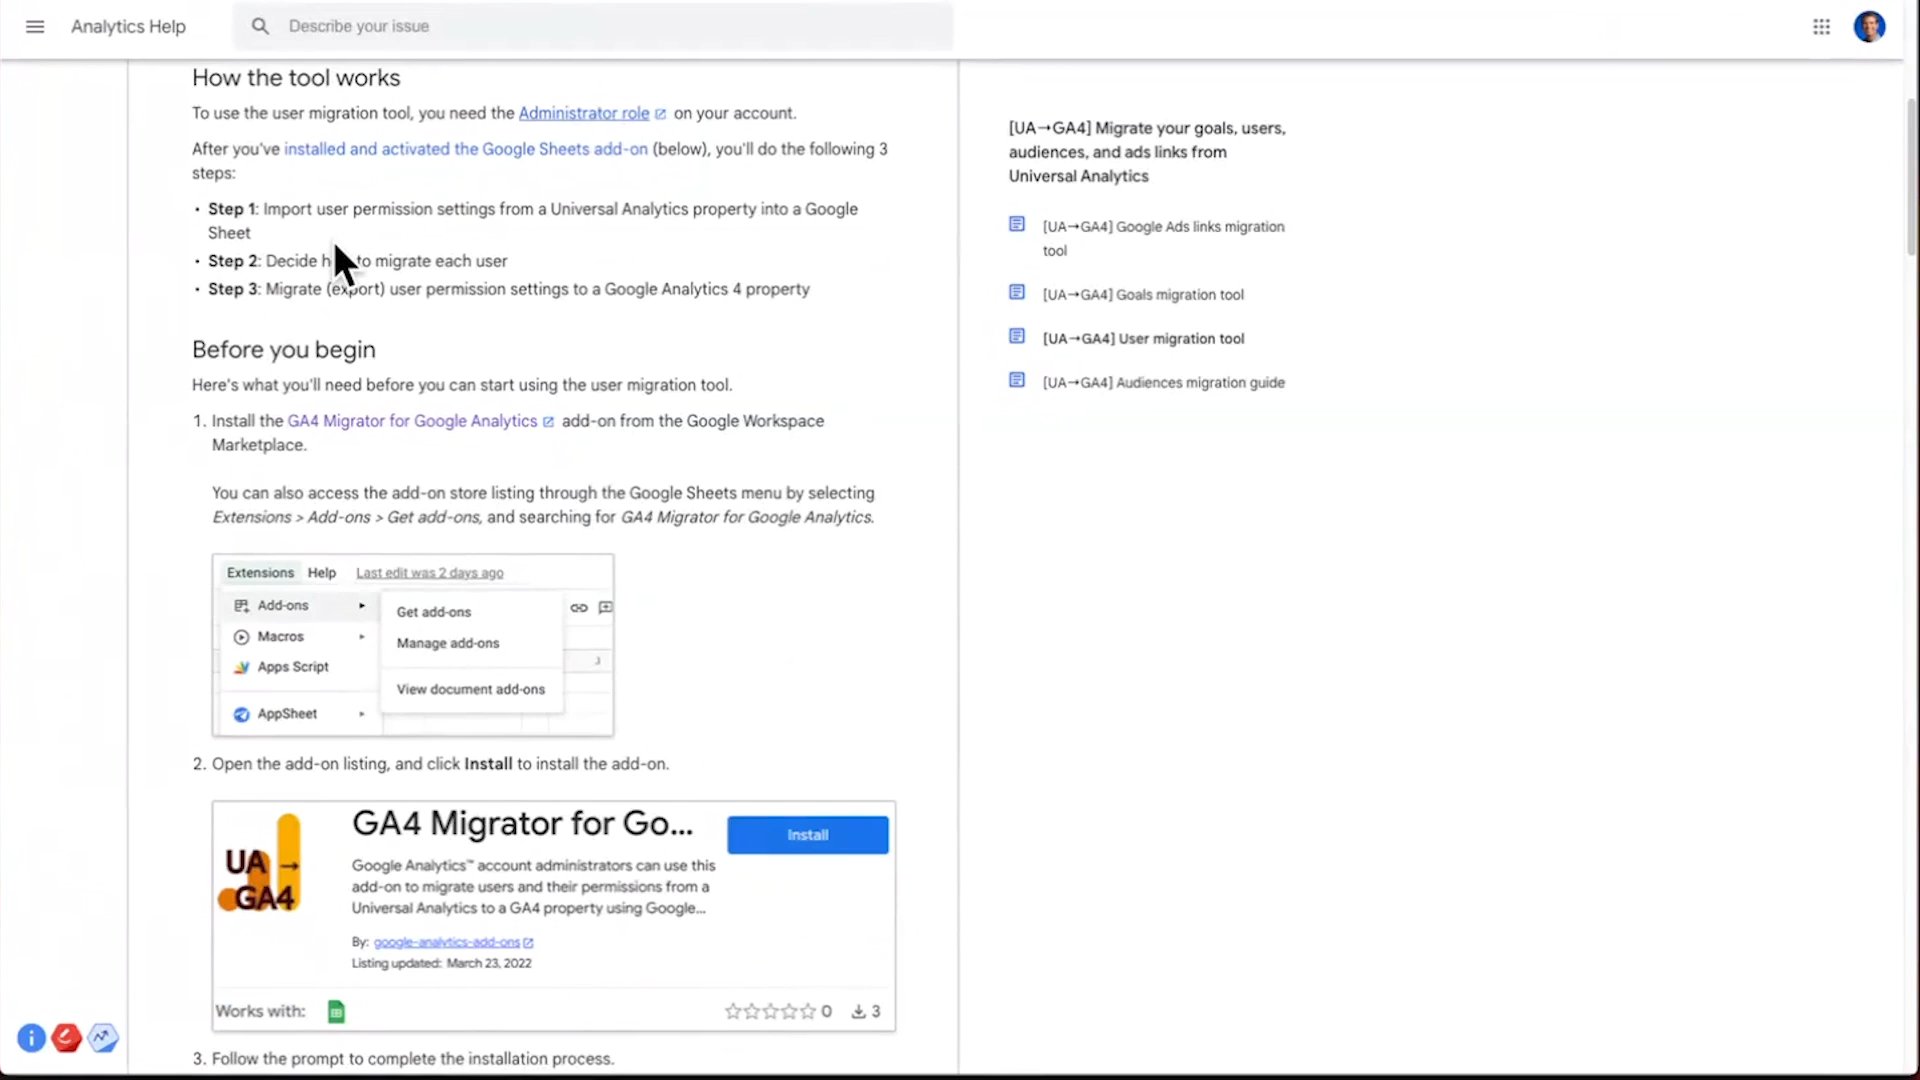 Analytics Help
Describe your issue
How the tool works
To use the user migration tool, you need the Administrator role on your account.
After you've installed and activated the Google Sheets add-on (below), you'll do the following 3
steps:
• Step 1: Import user permission settings from a Universal Analytics property into a Google
Sheet
• Step 2: Decide h to migrate each user
• Step 3: Migrate (export) user permission settings to a Google Analytics 4 property
Before you begin
Here's what you'll need before you can start using the user migration tool.
1. Install the GA4 Migrator for Google Analytics add-on from the Google Workspace
Marketplace.
You can also access the add-on store listing through the Google Sheets menu by selecting
Extensions > Add-ons > Get add-ons, and searching for GA4 Migrator for Google Analytics.
Extensions Help Last edit was 2 days ago
Add-ons
Macros
Apps Script
AppSheet
Get add-ons
Manage add-ons
View document add-ons
J
2. Open the add-on listing, and click Install to install the add-on.
UA→
GA4
GA4 Migrator for Go...
Install
Google Analytics™ account administrators can use this
add-on to migrate users and their permissions from a
Universal Analytics to a GA4 property using Google...
By: google-analytics-add-ons
Listing updated: March 23, 2022
Works with:
0
3
3. Follow the prompt to complete the installation process.
[UA→GA4] Migrate your goals, users,
audiences, and ads links from
Universal Analytics
[UA→GA4] Google Ads links migration
tool
[UA→GA4] Goals migration tool
[UA→GA4] User migration tool
[UA→GA4] Audiences migration guide